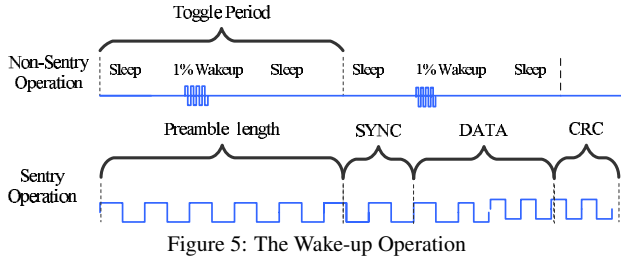 Toggle Period
Non-Sentry Operation
Sleep 1% Wakeup Sleep Sleep 1% Wakeup Sleep
Preamble length SYNC DATA CRC
Sentry Operation
Figure 5: The Wake-up Operation